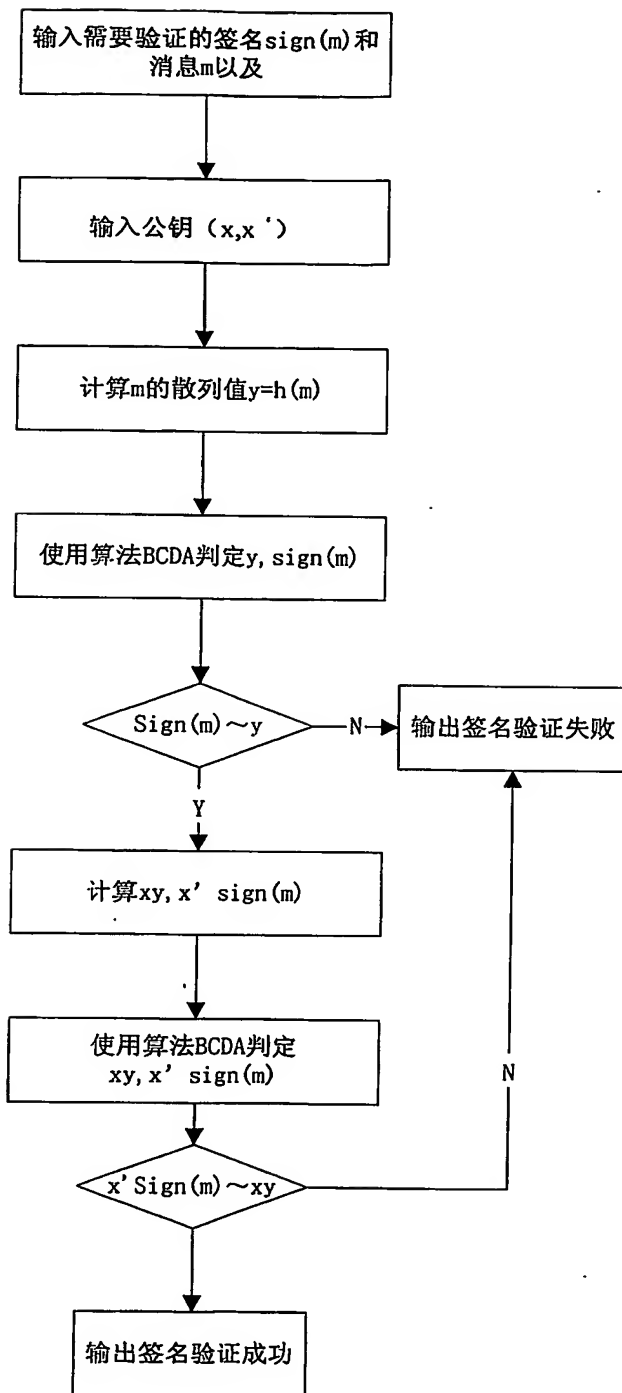 输入需要验证的签名sign(m)和
消息m以及
输入公钥（x,x‘）
计算m的散列值y=h(m)
使用算法BCDA判定y,sign(m)
Sign(m)～y
N
输出签名验证失败
Y
计算xy,x’ sign(m)
使用算法BCDA判定
xy,x’ sign(m)
N
x'Sign(m)～xy
输出签名验证成功